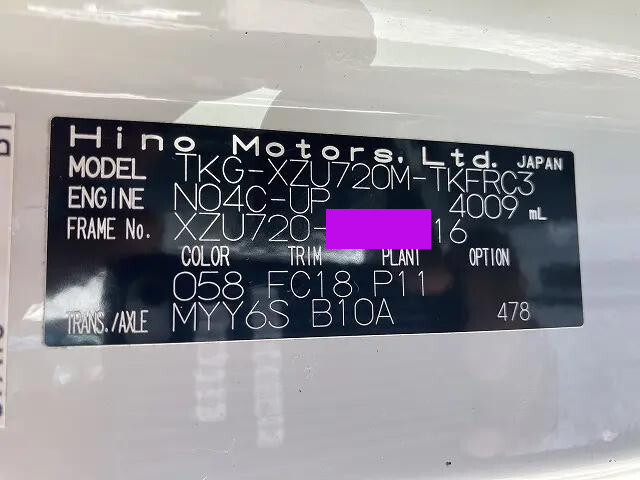 Hino Motors, Ltd. JAPAN
MODEL TKG-XZU720M-TKFRC3
ENGINE N04C-UP 4009 mL
FRAME No. XZU720- 16
COLOR TRIM PLANT OPTION
058 FC18 P11
TRANS./AXLE MYY6S B10A 478